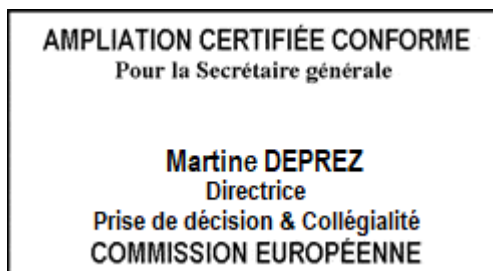 AMPLIATION CERTIFIÉE CONFORME
Pour la Secrétaire générale
Martine DEPREZ
Directrice
Prise de décision & Collégialité
COMMISSION EUROPÉENNE